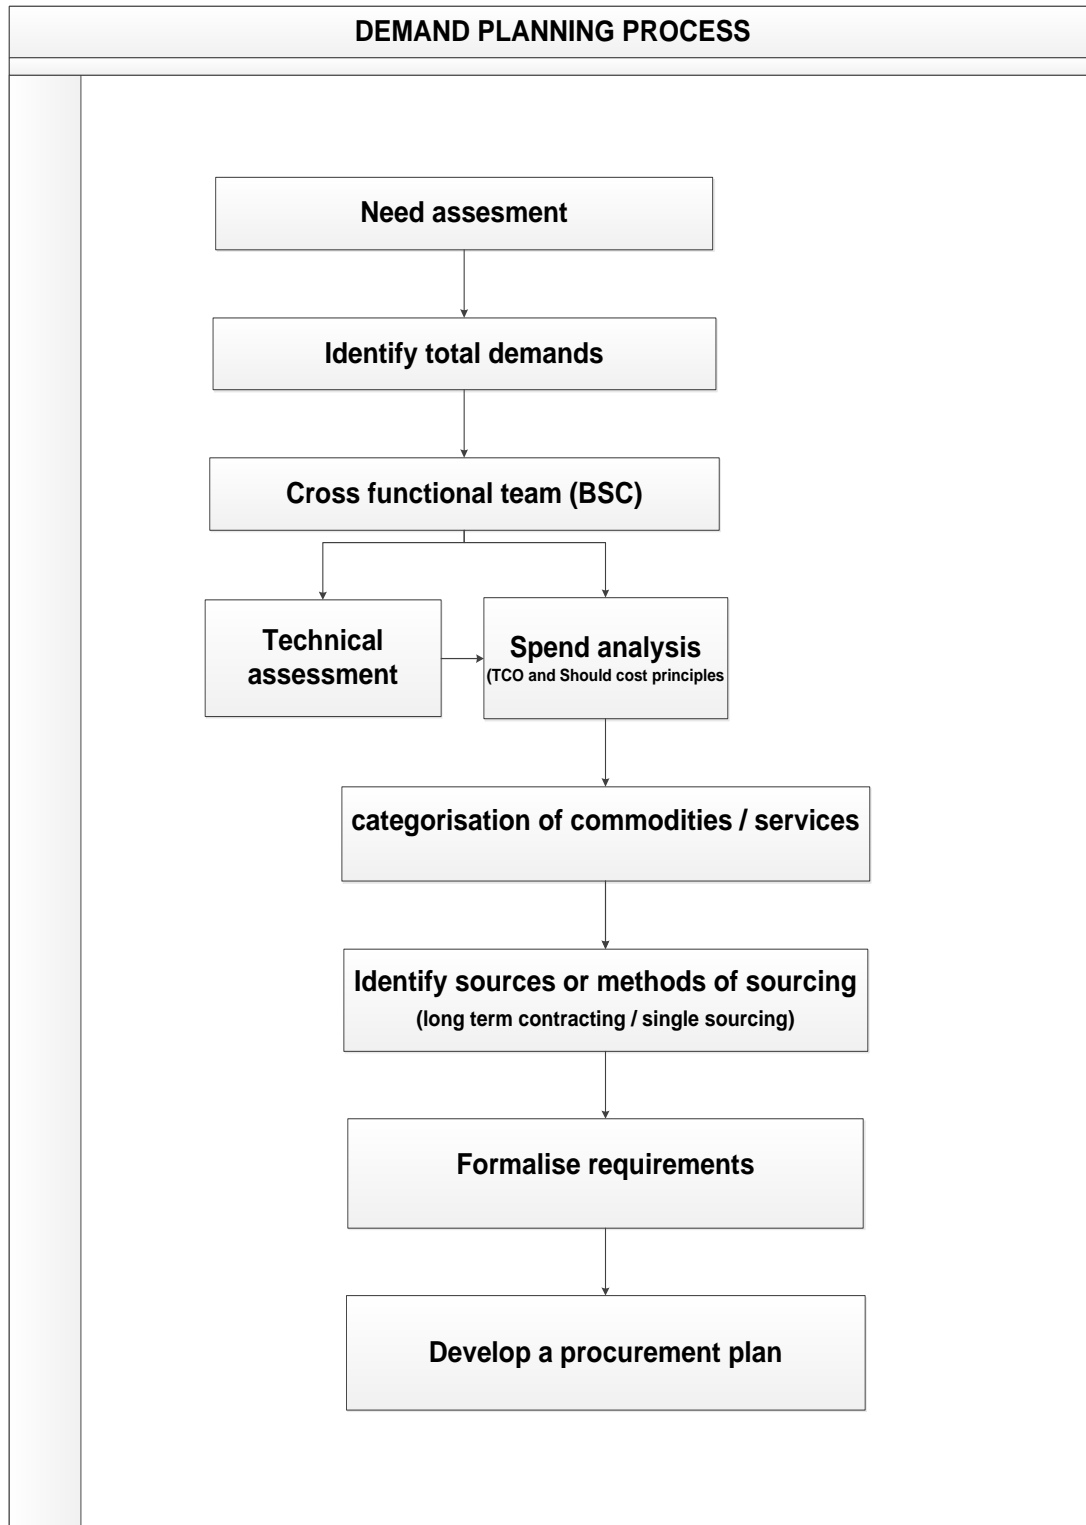 DEMAND PLANNING PROCESS
Need assesment
Identify total demands
Cross functional team (BSC)
Technical
assessment
Spend analysis
(TCO and Should cost principles
categorisation of commodities / services
Identify sources or methods of sourcing
(long term contracting / single sourcing)
Formalise requirements
Develop a procurement plan